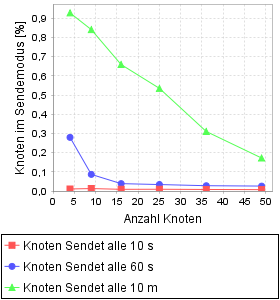 Knoten im Sendemodus [%]
0,9
0,8
0,7
0,6
0,5
0,4
0,3
0,2
0,1
0,0
0 5 10 15 20 25 30 35 40 45 50
Anzahl Knoten
Knoten Sendet alle 10 s
Knoten Sendet alle 60 s
Knoten Sendet alle 10 m